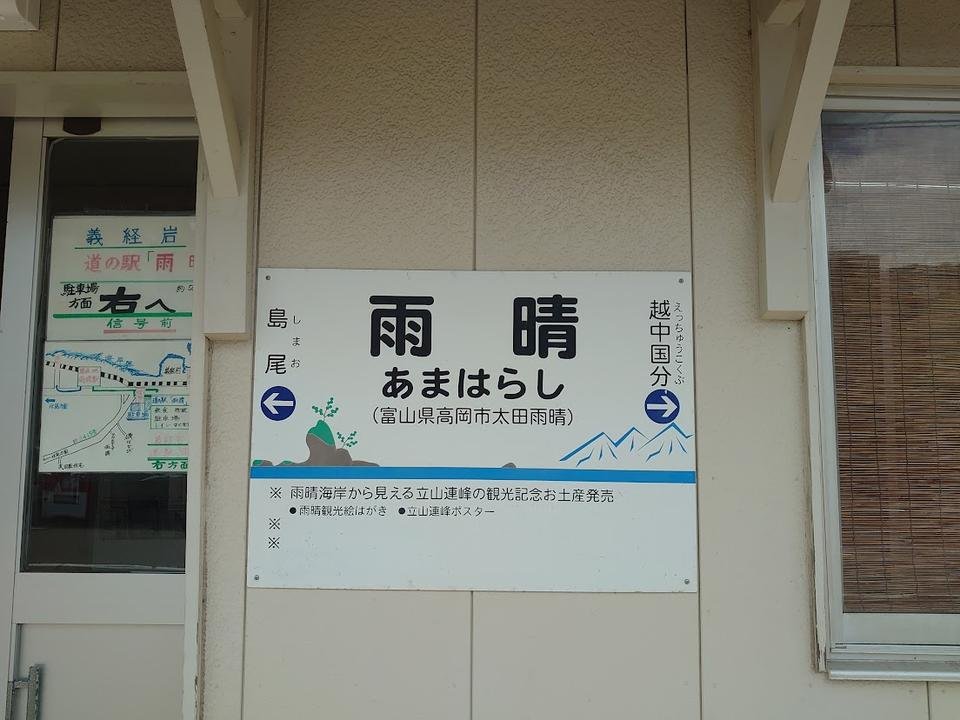 義経岩
道の駅「雨
駐車場
方面
右へ
信号前
右方面
島尾
しまお
雨晴
あまはらし
(富山県高岡市太田雨晴)
越中国分
えっちゅうこくぶ
※ 雨晴海岸から見える立山連峰の観光記念お土産発売
●雨晴観光絵はがき ●立山連峰ポスター
※
※